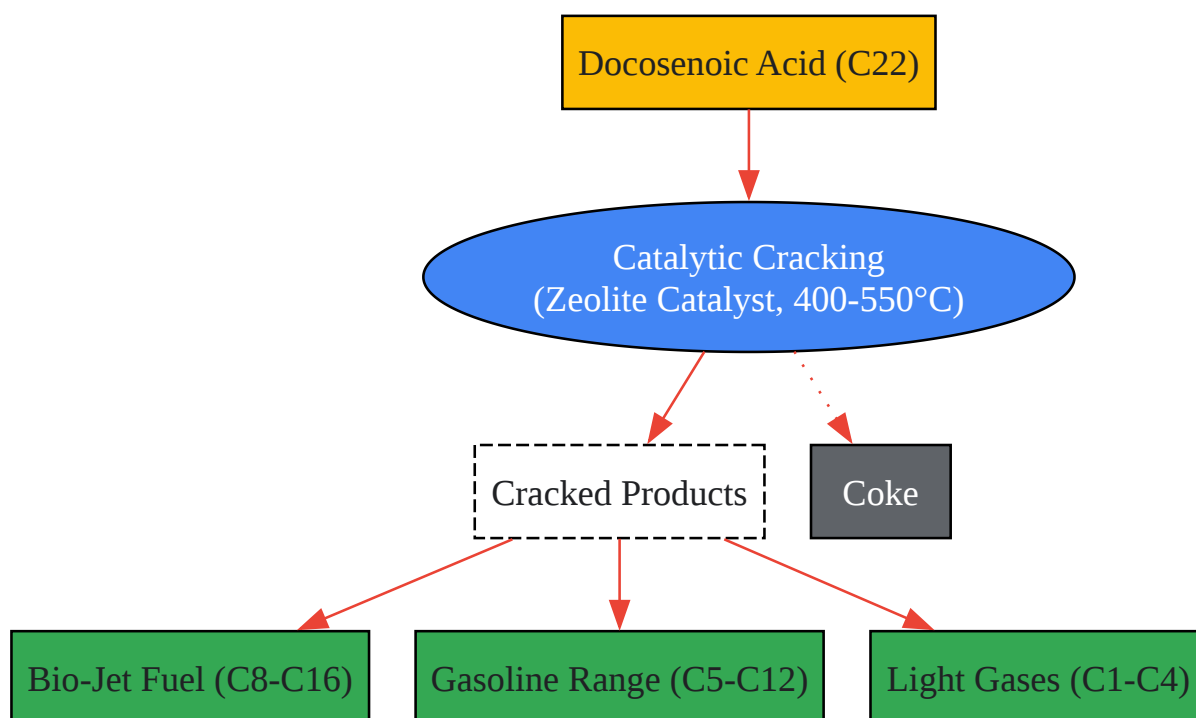 Docosenoic Acid (C22)
Catalytic Cracking
(Zeolite Catalyst, 400-550°C)
Cracked Products
Coke
Bio-Jet Fuel (C8-C16)
Gasoline Range (C5-C12)
Light Gases (C1-C4)